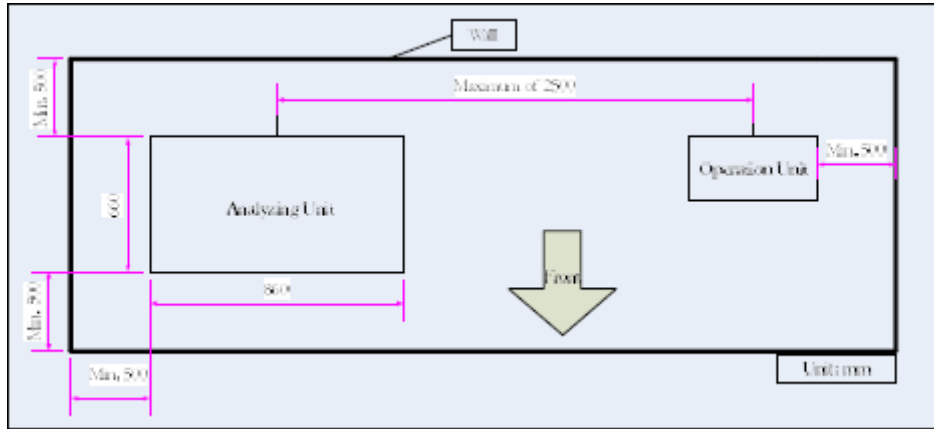 Wall
Maximum of 2500
Min. 500
Min. 500
Operation Unit
Analyzing Unit
Front
860
Min. 500
Min. 500
Unit: mm